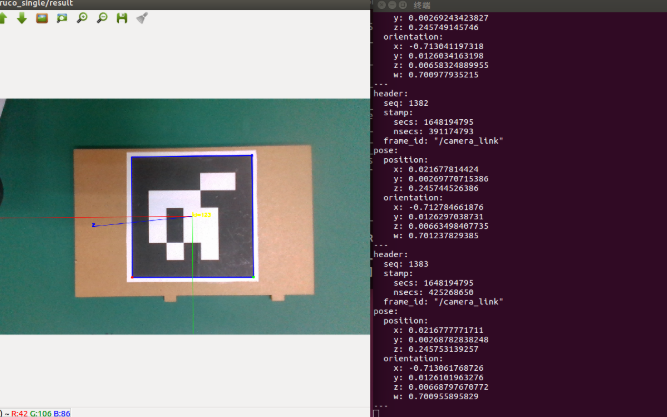 ruco_single/result
) ~ R:42 G:106 B:86
z
终端
y: 0.00269243423827
z: 0.245749145746
orientation:
x: -0.713041197318
y: 0.0126034163198
z: 0.00658324889955
w: 0.700977935215
---
header:
seq: 1382
stamp:
secs: 1648194795
nsecs: 391174793
frame_id: "/camera_link"
pose:
position:
x: 0.021677814424
y: 0.00269770715386
z: 0.245744526386
orientation:
x: -0.712784661876
y: 0.0126297038731
z: 0.00663498407735
w: 0.701237829385
---
header:
seq: 1383
stamp:
secs: 1648194795
nsecs: 425268650
frame_id: "/camera_link"
pose:
position:
x: 0.0216777771711
y: 0.00268782838248
z: 0.245753139257
orientation:
x: -0.713061768726
y: 0.0126101963276
z: 0.00668797670772
w: 0.700955895829
---